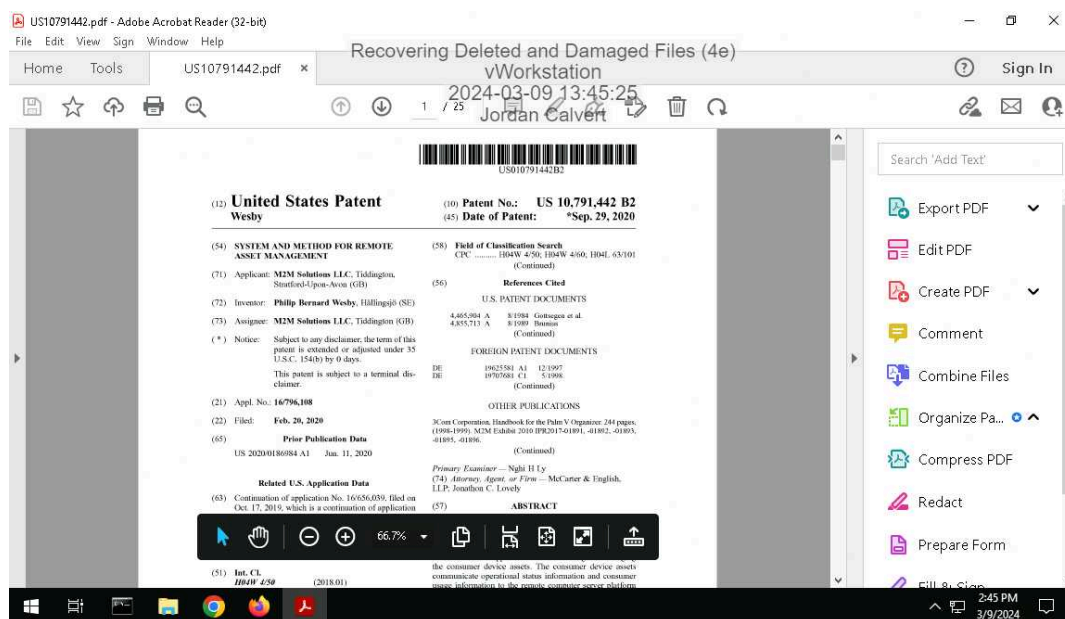 US10791442.pdf - Adobe Acrobat Reader (32-bit)
File Edit View Sign Window Help
Recovering Deleted and Damaged Files (4e)
vWorkstation
2024-03-09 13:45:25
Jordan Calvert
Home Tools US10791442.pdf × Sign In
1 / 25
US010791442B2
(12) United States Patent
Wesby
(10) Patent No.: US 10,791,442 B2
(45) Date of Patent: *Sep. 29, 2020
(54) SYSTEM AND METHOD FOR REMOTE
ASSET MANAGEMENT
(71) Applicant: M2M Solutions LLC, Tiddington,
Stratford-Upon-Avon (GB)
(72) Inventor: Philip Bernard Wesby, Hällingsjö (SE)
(73) Assignee: M2M Solutions LLC, Tiddington (GB)
( * ) Notice: Subject to any disclaimer, the term of this
patent is extended or adjusted under 35
U.S.C. 154(b) by 0 days.
This patent is subject to a terminal dis-
claimer.
(21) Appl. No.: 16/796,108
(22) Filed: Feb. 20, 2020
(65) Prior Publication Data
US 2020/0186984 A1 Jun. 11, 2020
Related U.S. Application Data
(63) Continuation of application No. 16/656,039, filed on
Oct. 17, 2019, which is a continuation of application
(51) Int. Cl.
H04W 4/50 (2018.01)
(58) Field of Classification Search
CPC .......... H04W 4/50; H04W 4/60; H04L 63/101
(Continued)
(56) References Cited
U.S. PATENT DOCUMENTS
4,465,904 A 8/1984 Gottsegen et al.
4,855,713 A 8/1989 Brunius
(Continued)
FOREIGN PATENT DOCUMENTS
DE 19625581 A1 12/1997
DE 19707681 C1 5/1998
(Continued)
OTHER PUBLICATIONS
3Com Corporation, Handbook for the Palm V Organizer. 244 pages,
(1998-1999). M2M Exhibit 2010 IPR2017-01891, -01892, -01893,
-01895, -01896.
(Continued)
Primary Examiner — Nghi H Ly
(74) Attorney, Agent, or Firm — McCarter & English,
LLP; Jonathon C. Lovely
(57) ABSTRACT
the consumer device assets. The consumer device assets
communicate operational status information and consumer
usage information to the remote computer server platform
66.7%
Search 'Add Text'
Export PDF
Edit PDF
Create PDF
Comment
Combine Files
Organize Pa...
Compress PDF
Redact
Prepare Form
Fill & Sign
2:45 PM
3/9/2024